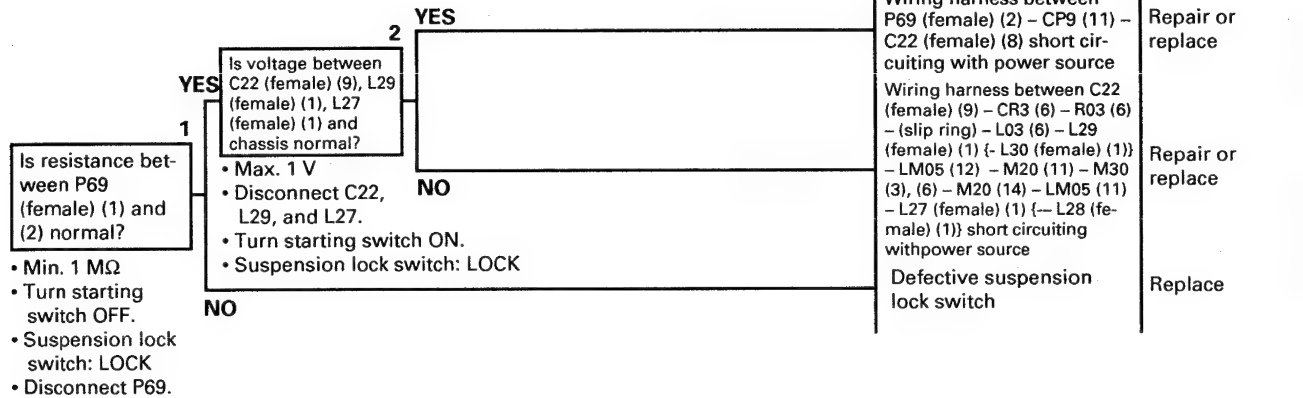 1
Is resistance bet-
ween P69
(female) (1) and
(2) normal?
• Min. 1 MΩ
• Turn starting
switch OFF.
• Suspension lock
switch: LOCK
• Disconnect P69.
YES
NO
2
Is voltage between
C22 (female) (9), L29
(female) (1), L27
(female) (1) and
chassis normal?
• Max. 1 V
• Disconnect C22,
L29, and L27.
• Turn starting switch ON.
• Suspension lock switch: LOCK
YES
NO
Wiring harness between
P69 (female) (2) – CP9 (11) –
C22 (female) (8) short cir-
cuiting with power source
Repair or
replace
Wiring harness between C22
(female) (9) – CR3 (6) – R03 (6)
– (slip ring) – L03 (6) – L29
(female) (1) {- L30 (female) (1)}
– LM05 (12) – M20 (11) – M30
(3), (6) – M20 (14) – LM05 (11)
– L27 (female) (1) {-– L28 (fe-
male) (1)} short circuiting
withpower source
Repair or
replace
Defective suspension
lock switch
Replace